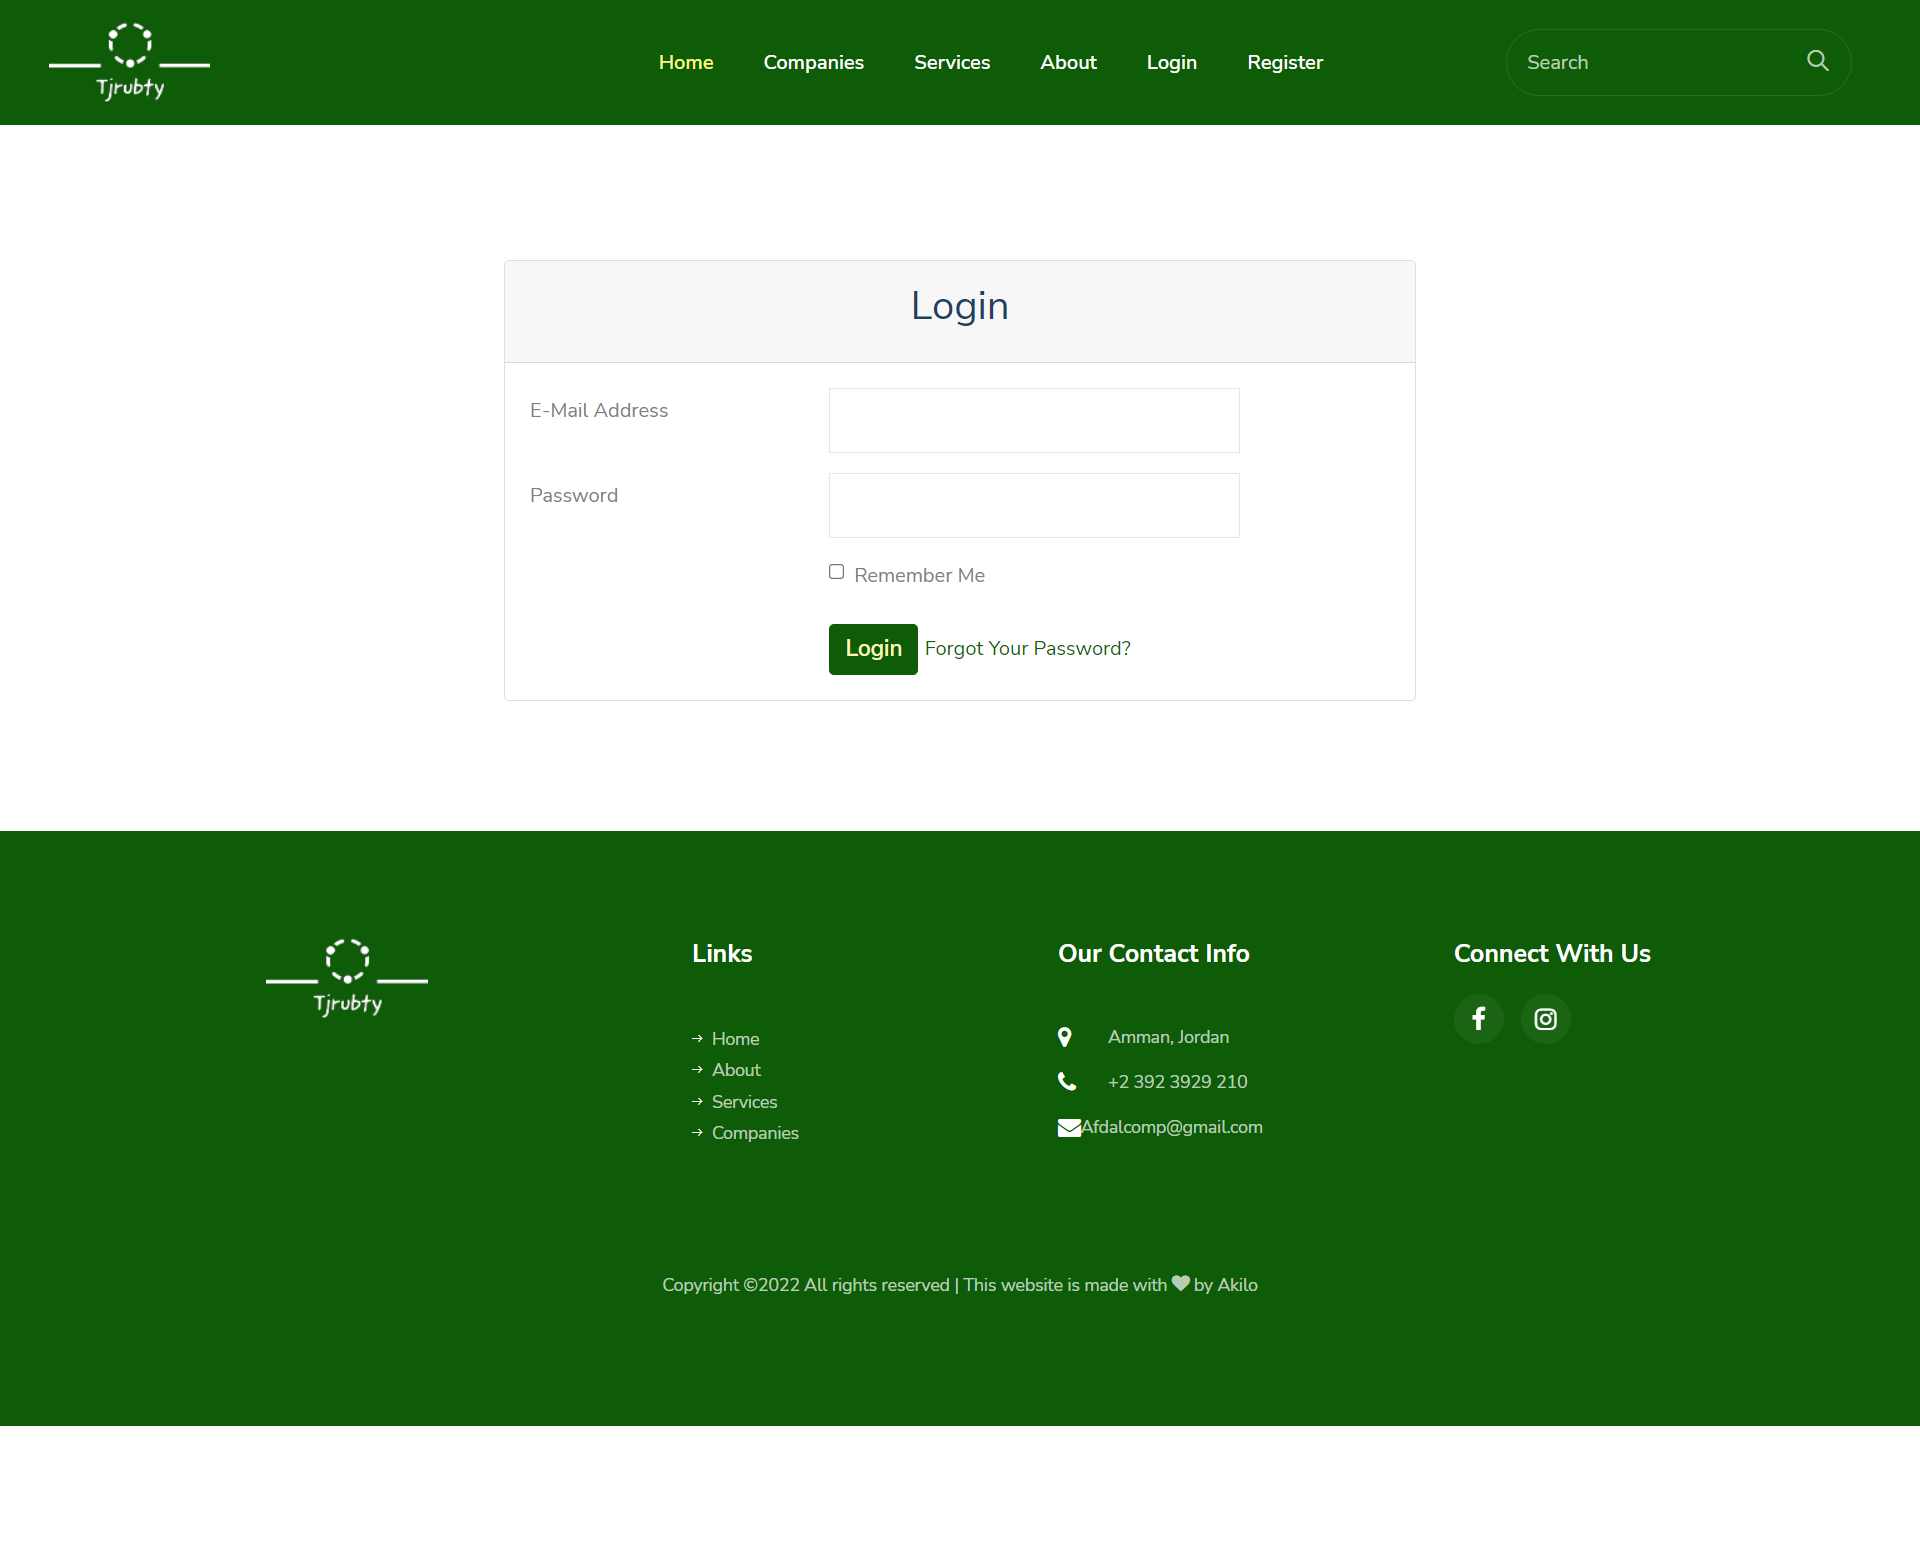 Tjrubty
Home Companies Services About Login Register
Search
Login
E-Mail Address
Password
Remember Me
Login Forgot Your Password?
Tjrubty
Links
Home
About
Services
Companies
Our Contact Info
Amman, Jordan
+2 392 3929 210
Afdalcomp@gmail.com
Connect With Us
Copyright ©2022 All rights reserved | This website is made with by Akilo